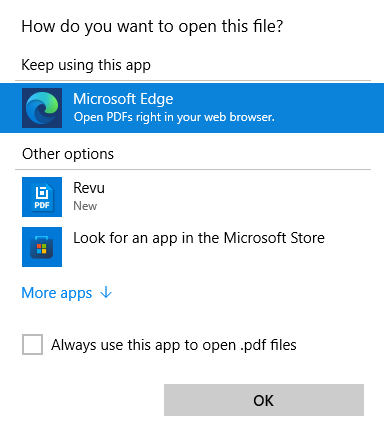 How do you want to open this file?
Keep using this app
Microsoft Edge
Open PDFs right in your web browser.
Other options
PDF
Revu
New
Look for an app in the Microsoft Store
More apps ↓
Always use this app to open .pdf files
OK